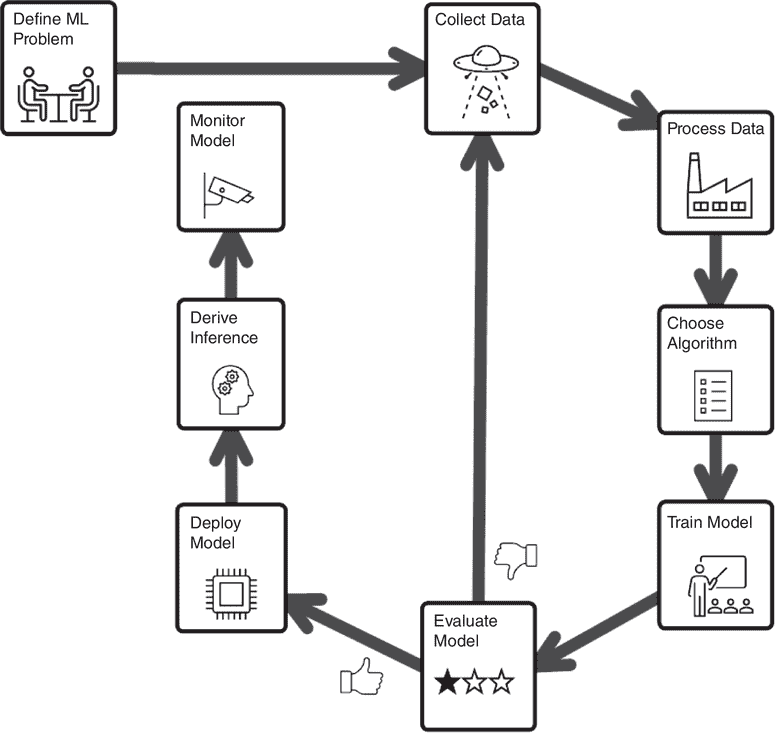 Define ML
Problem
Collect Data
Process Data
Choose
Algorithm
Train Model
Evaluate
Model
Deploy
Model
Derive
Inference
Monitor
Model